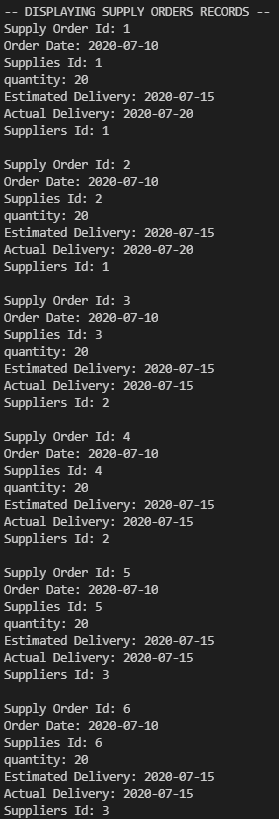 -- DISPLAYING SUPPLY ORDERS RECORDS --
Supply Order Id: 1
Order Date: 2020-07-10
Supplies Id: 1
quantity: 20
Estimated Delivery: 2020-07-15
Actual Delivery: 2020-07-20
Suppliers Id: 1

Supply Order Id: 2
Order Date: 2020-07-10
Supplies Id: 2
quantity: 20
Estimated Delivery: 2020-07-15
Actual Delivery: 2020-07-20
Suppliers Id: 1

Supply Order Id: 3
Order Date: 2020-07-10
Supplies Id: 3
quantity: 20
Estimated Delivery: 2020-07-15
Actual Delivery: 2020-07-15
Suppliers Id: 2

Supply Order Id: 4
Order Date: 2020-07-10
Supplies Id: 4
quantity: 20
Estimated Delivery: 2020-07-15
Actual Delivery: 2020-07-15
Suppliers Id: 2

Supply Order Id: 5
Order Date: 2020-07-10
Supplies Id: 5
quantity: 20
Estimated Delivery: 2020-07-15
Actual Delivery: 2020-07-15
Suppliers Id: 3

Supply Order Id: 6
Order Date: 2020-07-10
Supplies Id: 6
quantity: 20
Estimated Delivery: 2020-07-15
Actual Delivery: 2020-07-15
Suppliers Id: 3